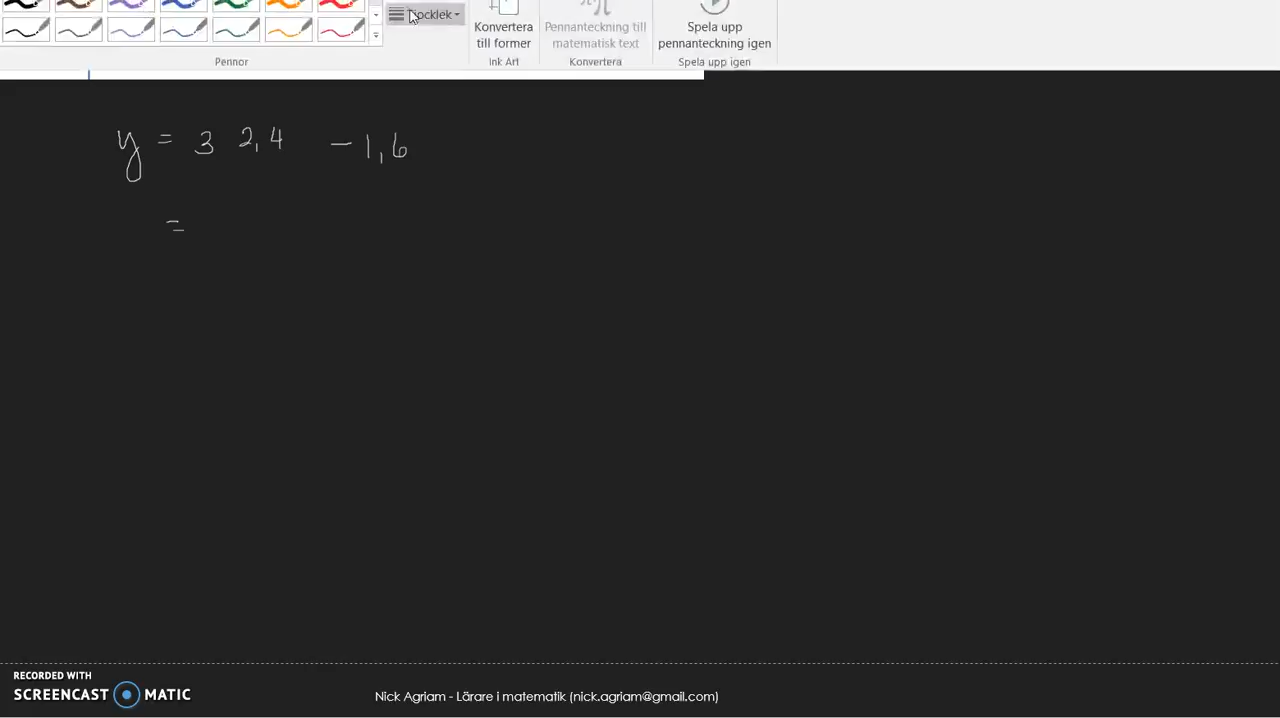 Tjocklek
Konvertera
till former
Pennanteckning till
matematisk text
Spela upp
pennanteckning igen
Pennor
Ink Art
Konvertera
Spela upp igen
y = 3 2,4 - 1,6
=
RECORDED WITH
SCREENCAST MATIC
Nick Agriam - Lärare i matematik (nick.agriam@gmail.com)